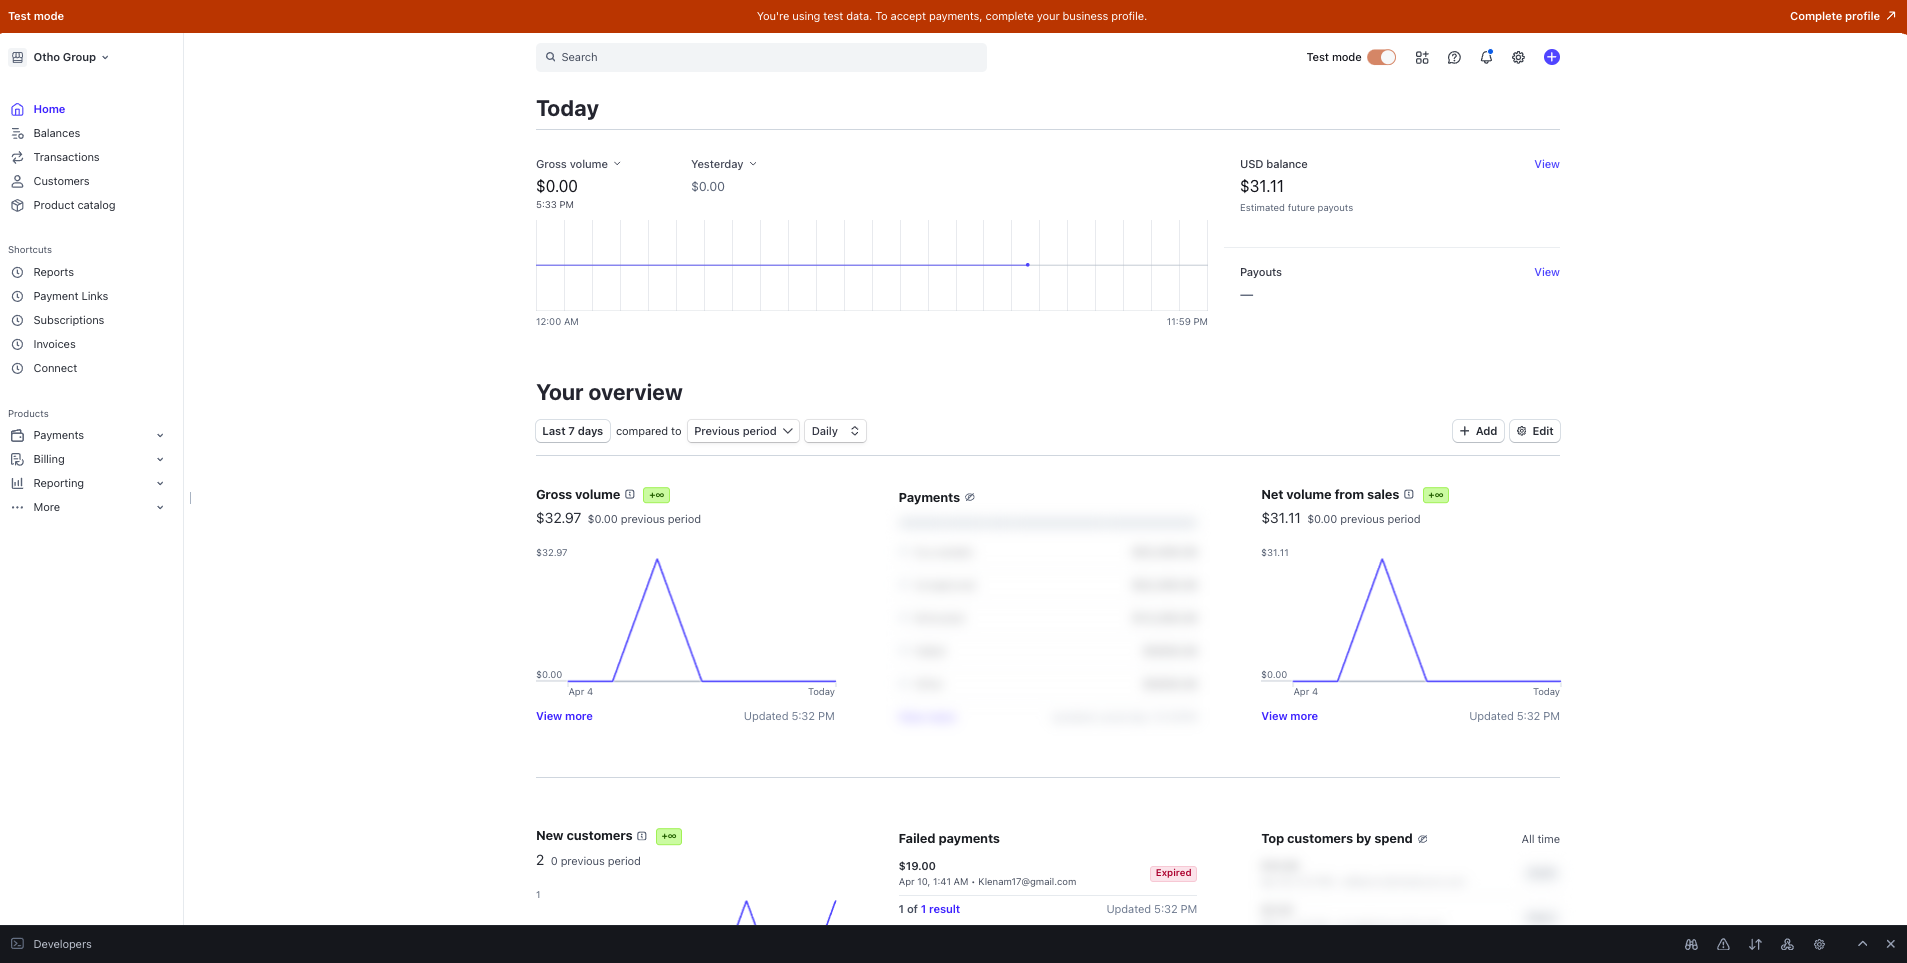 Test mode
You're using test data. To accept payments, complete your business profile.
Complete profile
Otho Group
Search
Test mode
Home
Balances
Transactions
Customers
Product catalog
Shortcuts
Reports
Payment Links
Subscriptions
Invoices
Connect
Products
Payments
Billing
Reporting
More
Today
Gross volume
$0.00
5:33 PM
Yesterday
$0.00
12:00 AM
11:59 PM
USD balance
View
$31.11
Estimated future payouts
Payouts
View
—
Your overview
Last 7 days compared to Previous period Daily
Add
Edit
Gross volume +∞
$32.97 $0.00 previous period
$32.97
$0.00
Apr 4
Today
View more
Updated 5:32 PM
Payments
Net volume from sales +∞
$31.11 $0.00 previous period
$31.11
$0.00
Apr 4
Today
View more
Updated 5:32 PM
New customers +∞
2 0 previous period
1
Failed payments
$19.00
Apr 10, 1:41 AM • Klenam17@gmail.com
Expired
1 of 1 result
Updated 5:32 PM
Top customers by spend
All time
Developers